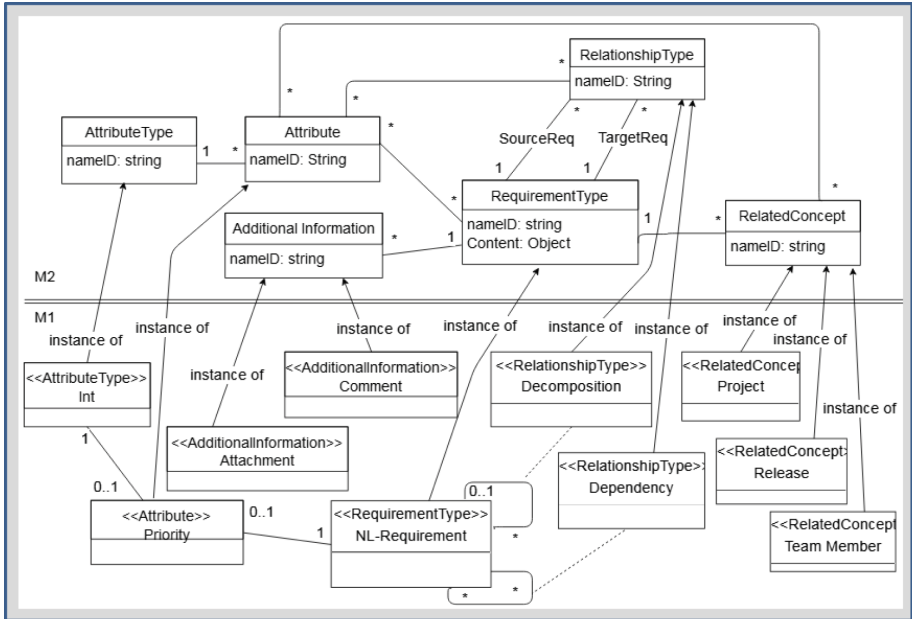 RelationshipType
nameID: String
*
*
*
*
AttributeType
nameID: string
1
*
Attribute
nameID: String
*
*
SourceReq
TargetReq
*
*
1
1
RequirementType
nameID: string
Content: Object
Additional Information
nameID: string
*
1
1
*
*
RelatedConcept
nameID: string
M2
M1
instance of
instance of
instance of
instance of
instance of
instance of
instance of
instance of
instance of
instance of
<<AttributeType>>
Int
<<AdditionalInformation>>
Comment
<<RelationshipType>>
Decomposition
<<RelatedConcep
Project
<<AdditionalInformation>>
Attachment
<<RelationshipType>>
Dependency
<<RelatedConcept>
Release
1
0..1
<<Attribute>>
Priority
0..1
1
<<RequirementType>>
NL-Requirement
0..1
*
*
*
<<RelatedConcept
Team Member